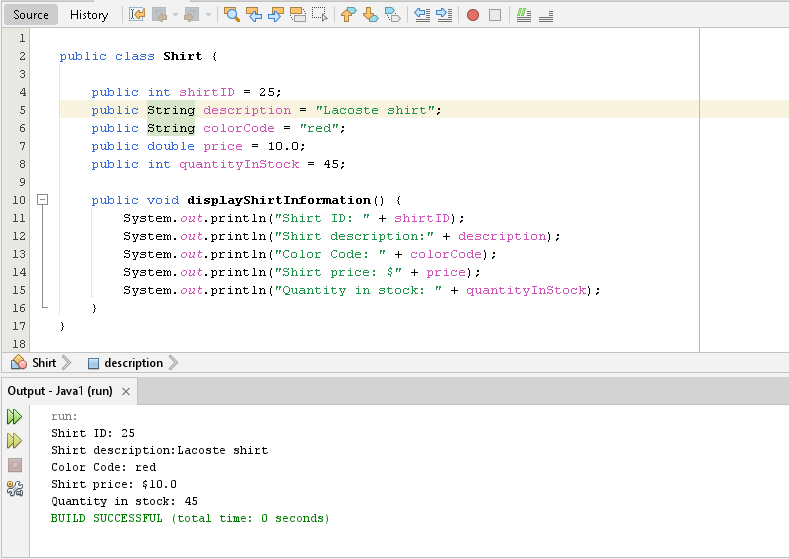 Source History
1
2 public class Shirt {
3
4 public int shirtID = 25;
5 public String description = "Lacoste shirt";
6 public String colorCode = "red";
7 public double price = 10.0;
8 public int quantityInStock = 45;
9
10 public void displayShirtInformation() {
11 System.out.println("Shirt ID: " + shirtID);
12 System.out.println("Shirt description:" + description);
13 System.out.println("Color Code: " + colorCode);
14 System.out.println("Shirt price: $" + price);
15 System.out.println("Quantity in stock: " + quantityInStock);
16 }
17 }
18
Shirt description
Output - Java1 (run) ×
run:
Shirt ID: 25
Shirt description:Lacoste shirt
Color Code: red
Shirt price: $10.0
Quantity in stock: 45
BUILD SUCCESSFUL (total time: 0 seconds)